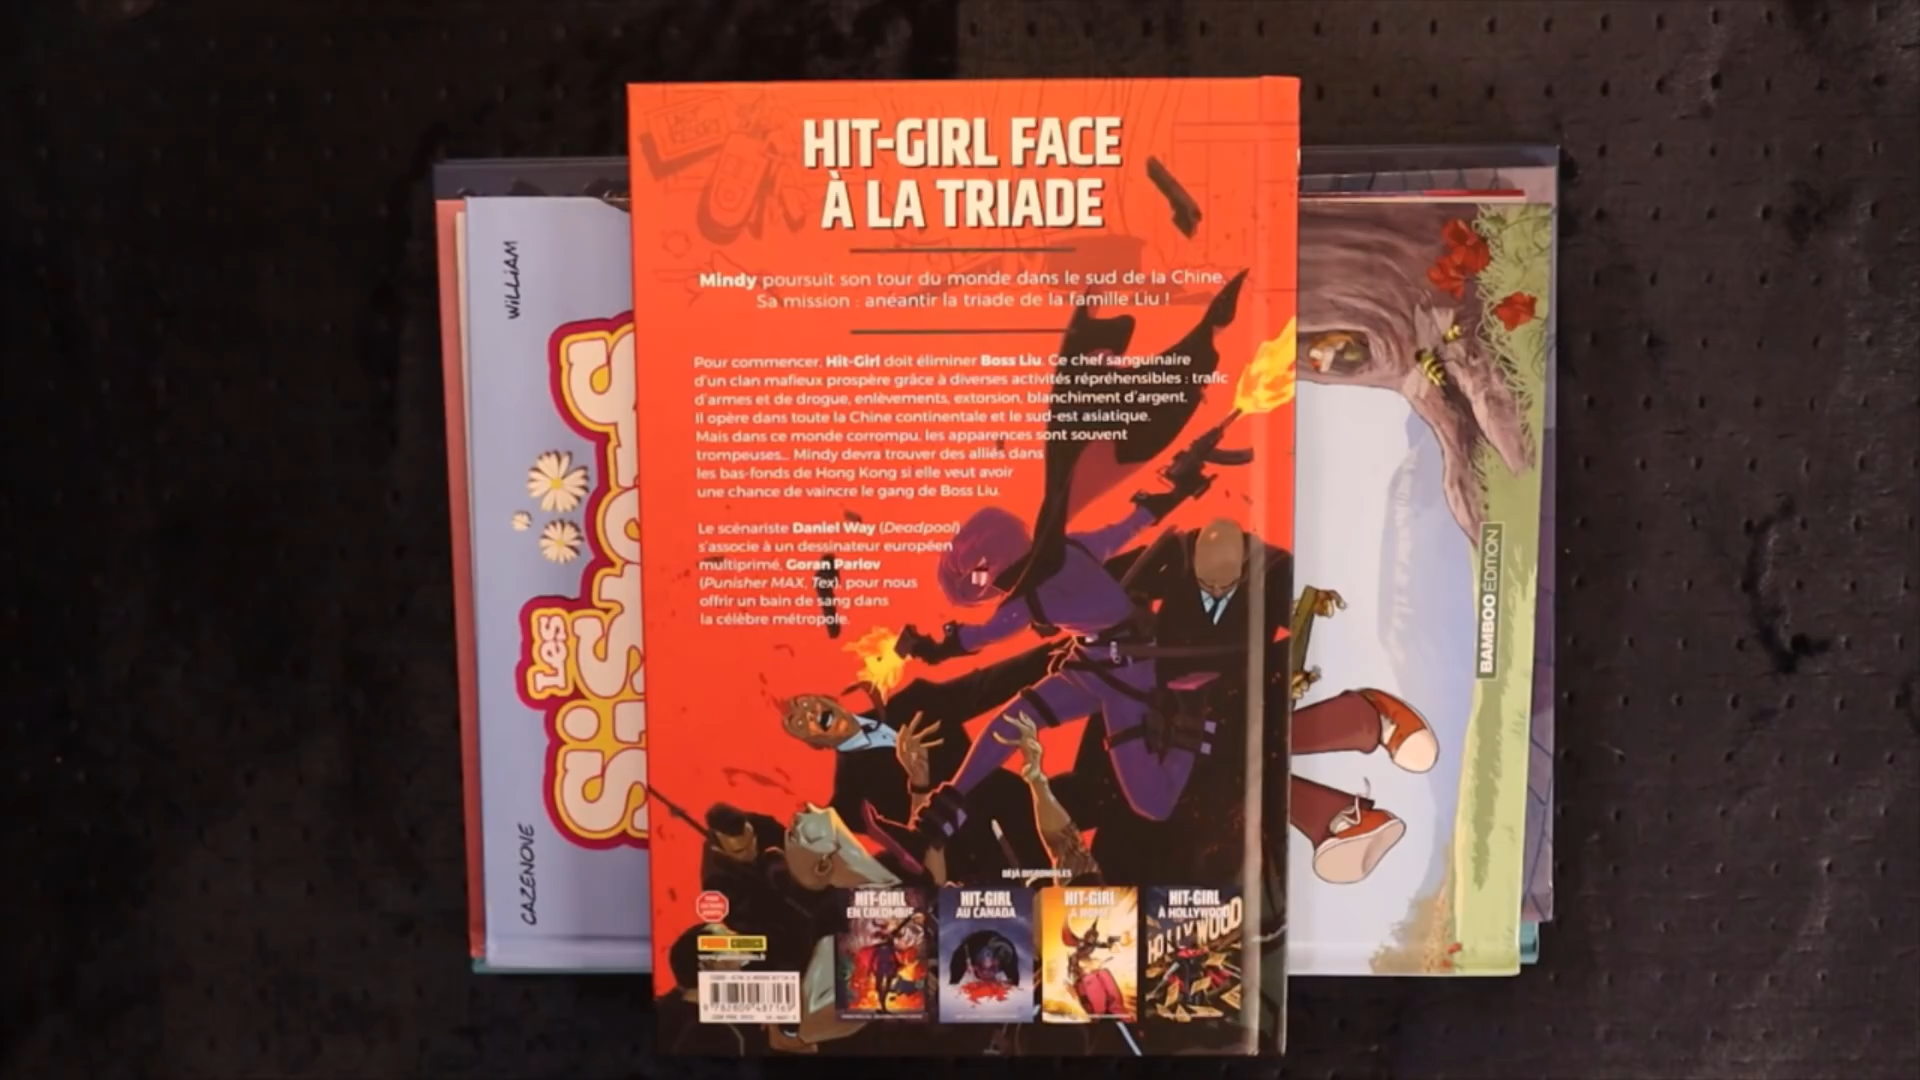 HIT-GIRL FACE
À LA TRIADE
Mindy poursuit son tour du monde dans le sud de la Chine.
Sa mission : anéantir la triade de la famille Liu !
Pour commencer, Hit-Girl doit éliminer Boss Liu. Ce chef sanguinaire
d'un clan mafieux prospère grâce à diverses activités répréhensibles : trafic
d'armes et de drogue, enlèvements, extorsion, blanchiment d'argent.
Il opère dans toute la Chine continentale et le sud-est asiatique.
Mais dans ce monde corrompu, les apparences sont souvent
trompeuses... Mindy devra trouver des alliés dans
les bas-fonds de Hong Kong si elle veut avoir
une chance de vaincre le gang de Boss Liu.
Le scénariste Daniel Way (Deadpool)
s'associe à un dessinateur européen
multiprimé, Goran Parlov
(Punisher MAX, Tex), pour nous
offrir un bain de sang dans
la célèbre métropole.
DÉJÀ DISPONIBLES
HIT-GIRL
EN COLOMBIE
HIT-GIRL
AU CANADA
HIT-GIRL
À ROME
HIT-GIRL
À HOLLYWOOD
HOLLYWOOD
PANINI COMICS
9 782809 487169
WiLLiAM
CAZENOVE
Les
SiSteRS
BAMBOO ÉDITION